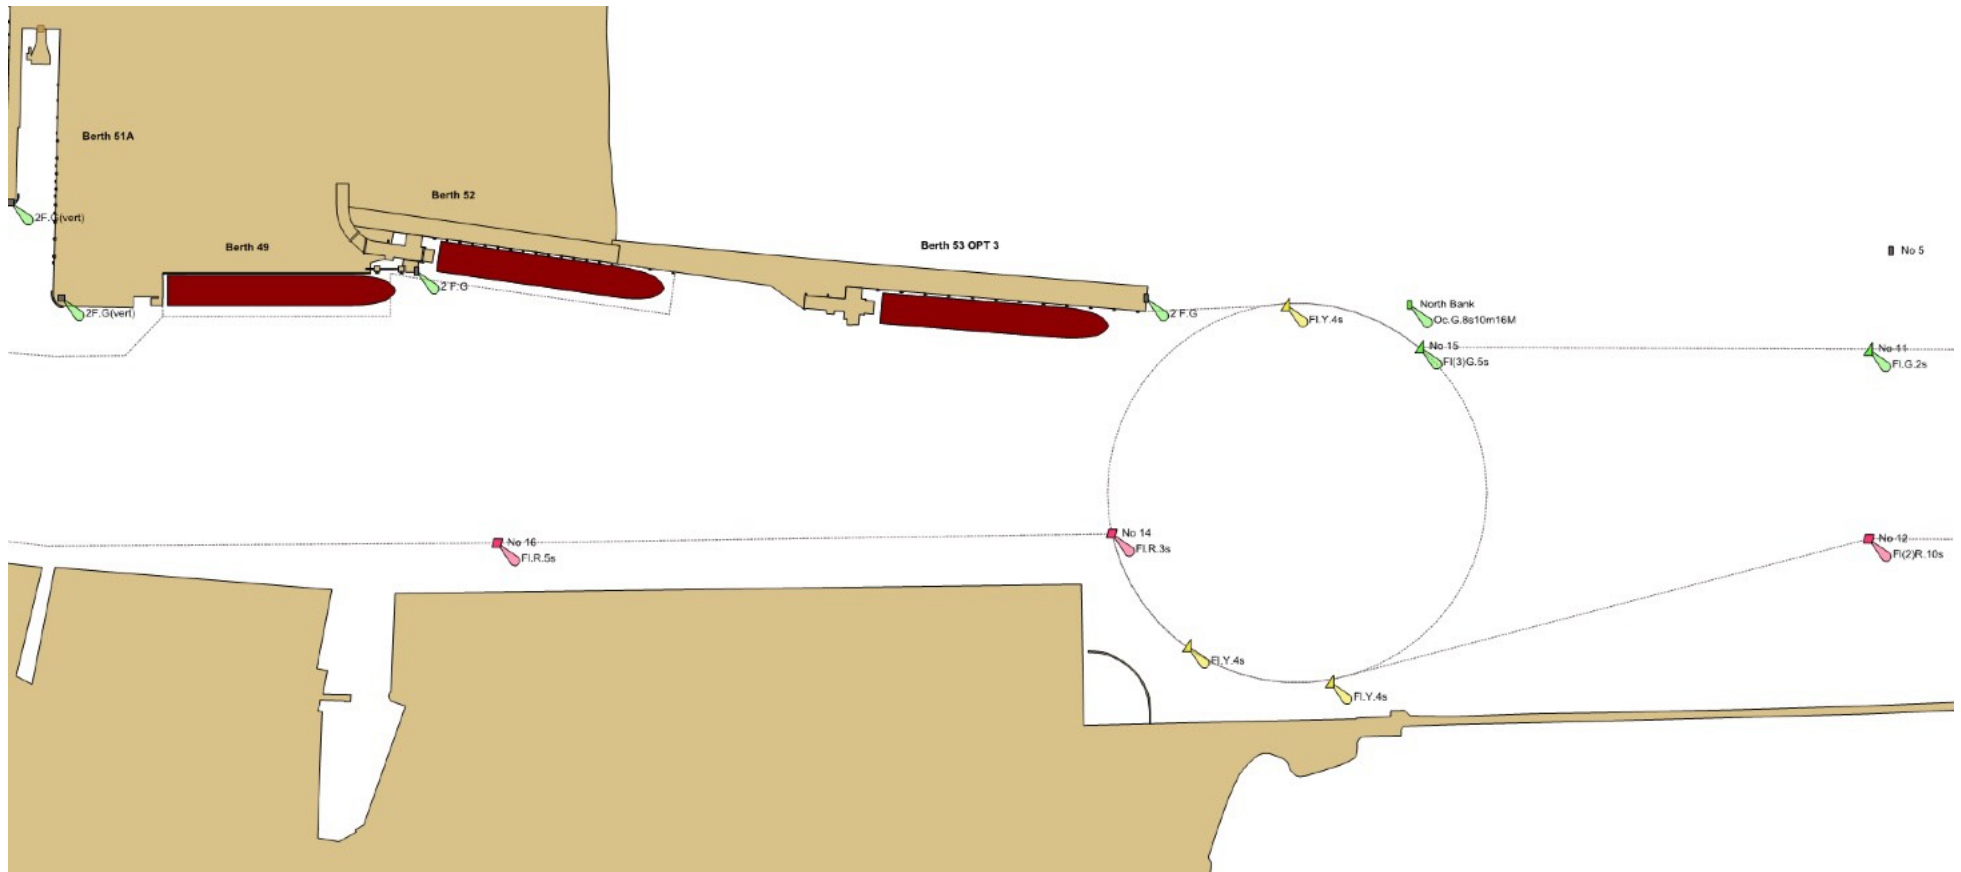 Berth 51A
Berth 52
2F.G(vert)
Berth 49
Berth 53 OPT 3
No 5
2 F.G
2F.G(vert)
2 F.G
Fl.Y.4s
North Bank
Oc.G.8s10m16M
No 15
Fl(3)G.5s
No 11
Fl.G.2s
No 16
Fl.R.5s
No 14
Fl.R.3s
No 12
Fl(2)R.10s
Fl.Y.4s
Fl.Y.4s